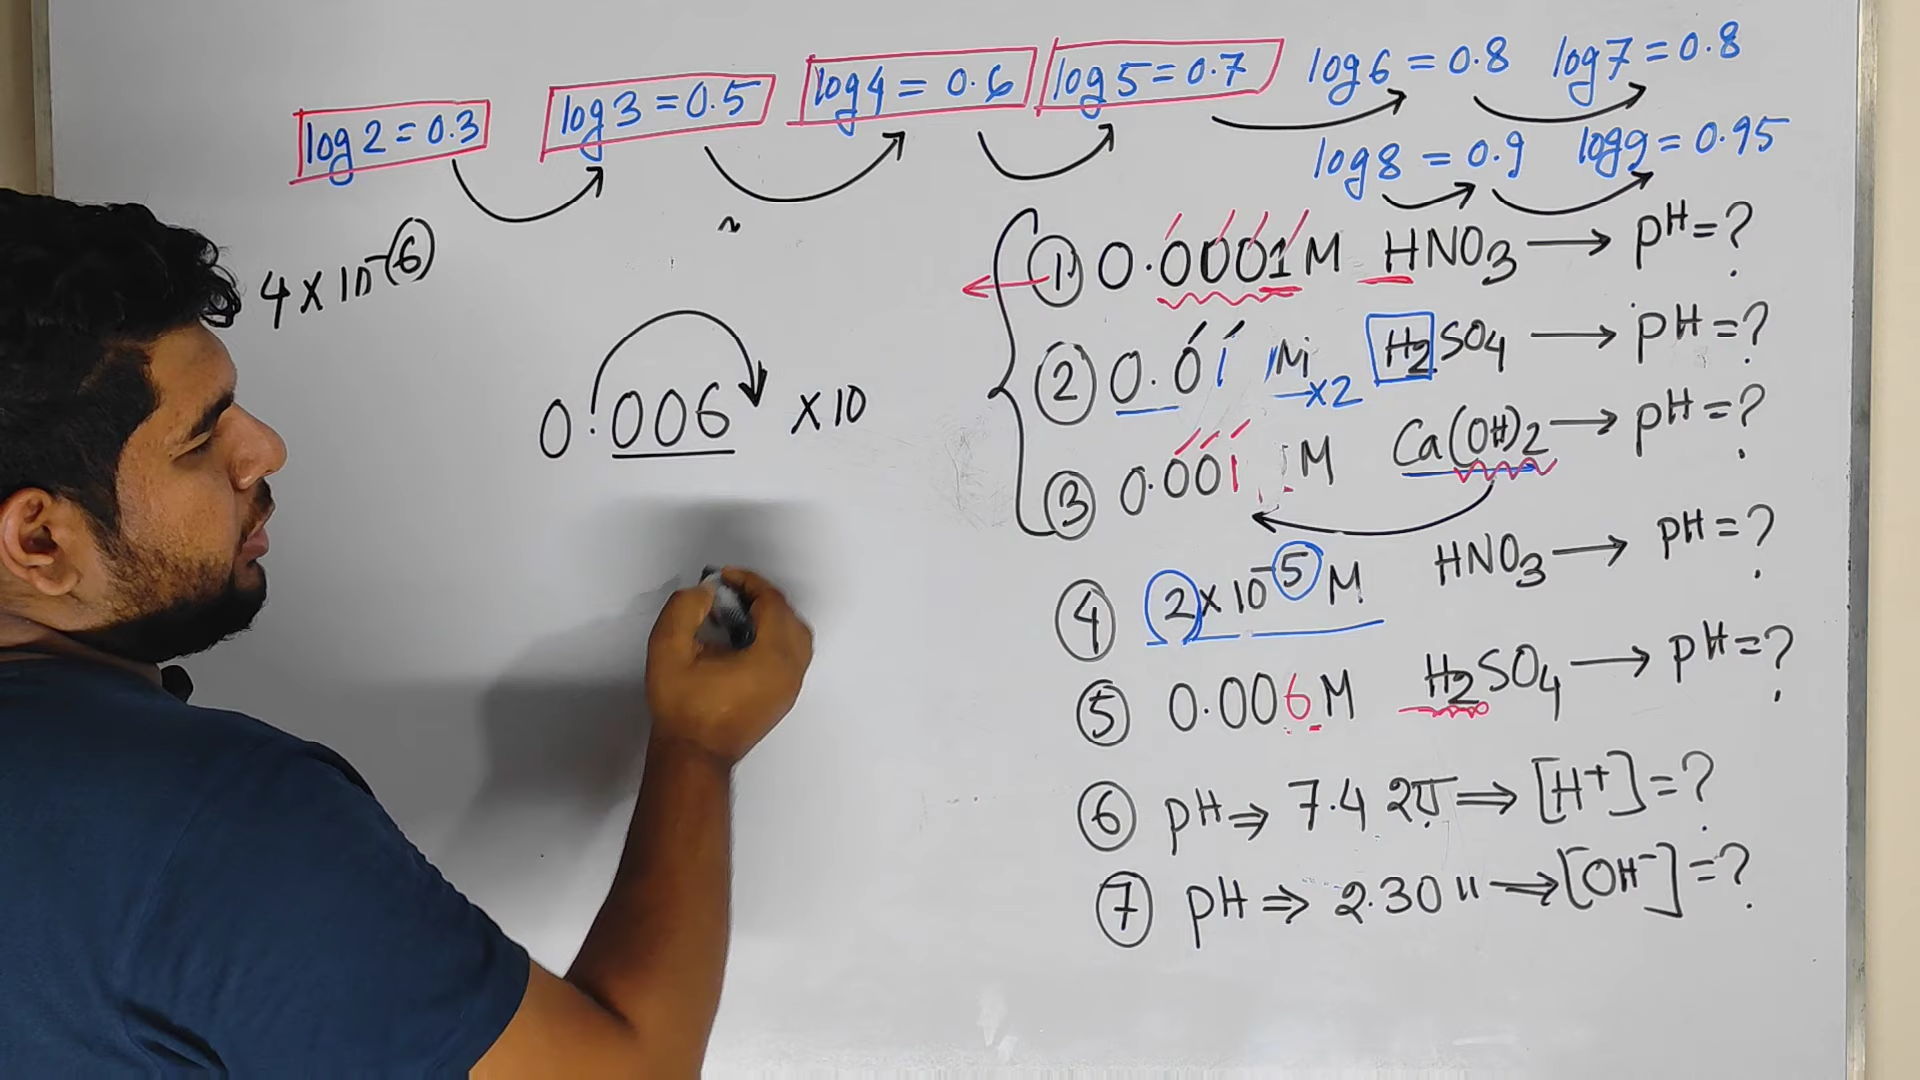 log 2 = 0.3 log 3 = 0.5 log 4 = 0.6 log 5 = 0.7 log 6 = 0.8 log 7 = 0.8
log 8 = 0.9 log 9 = 0.95
4 × 10⁻⁶
0.006 × 10
① 0.0001 M HNO₃ → pH = ?
② 0.01 M ×2 H₂SO₄ → pH = ?
③ 0.001 M Ca(OH)₂ → pH = ?
④ 2 × 10⁻⁵ M HNO₃ → pH = ?
⑤ 0.006 M H₂SO₄ → pH = ?
⑥ pH ⇒ 7.4 হলে ⇒ [H⁺] = ?
⑦ pH ⇒ 2.30 " ⇒ [OH⁻] = ?